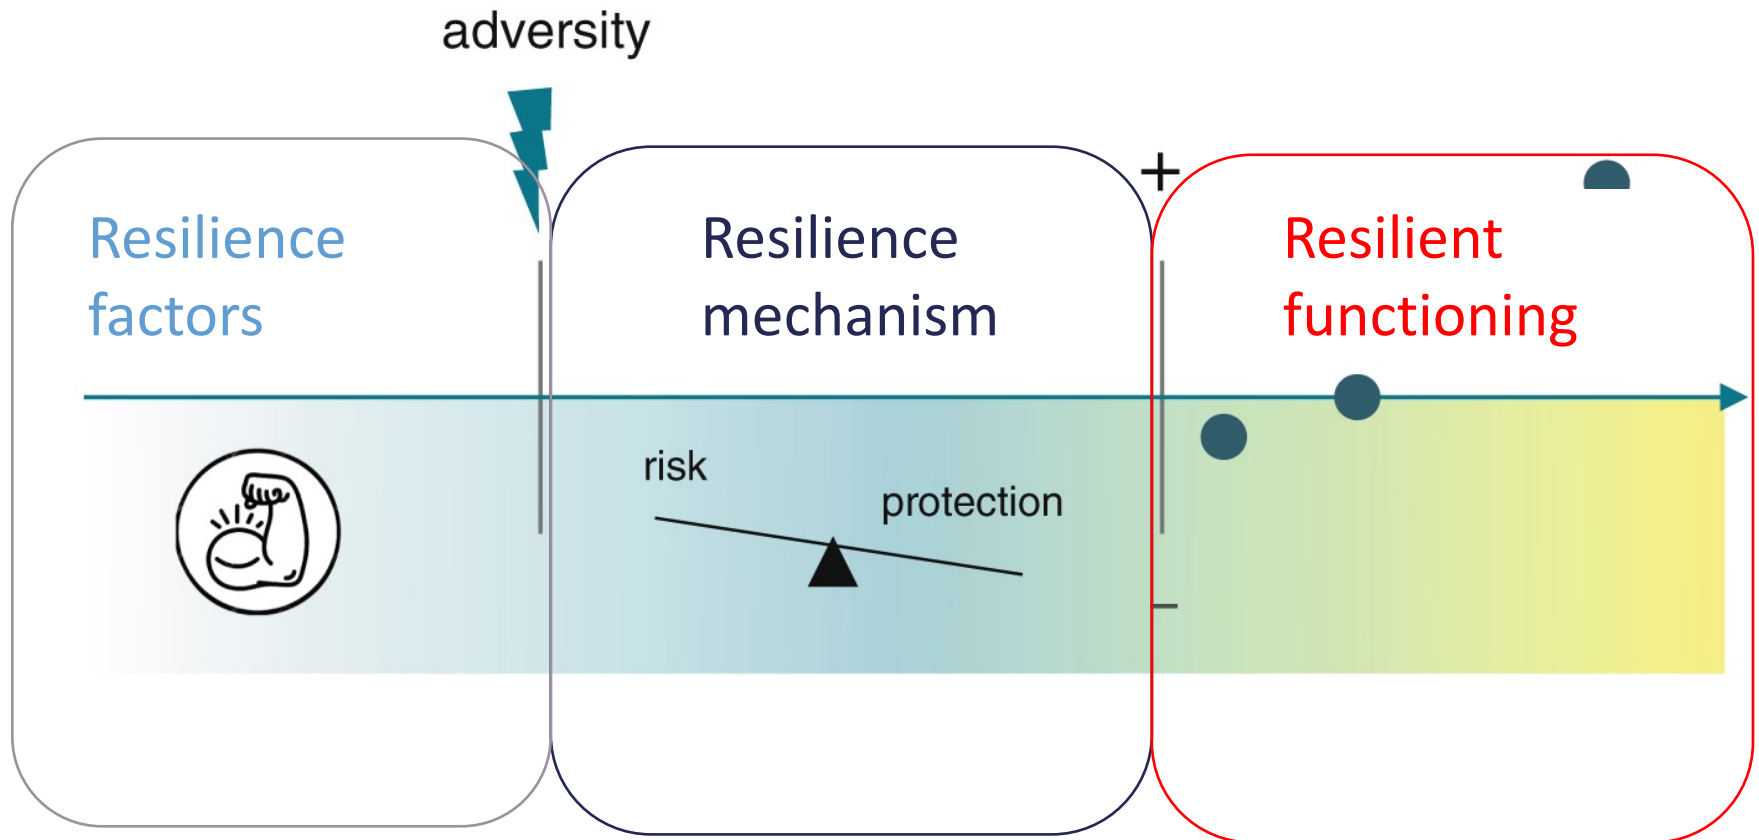 adversity
Resilience
factors
Resilience
mechanism
+
Resilient
functioning
risk
protection
–